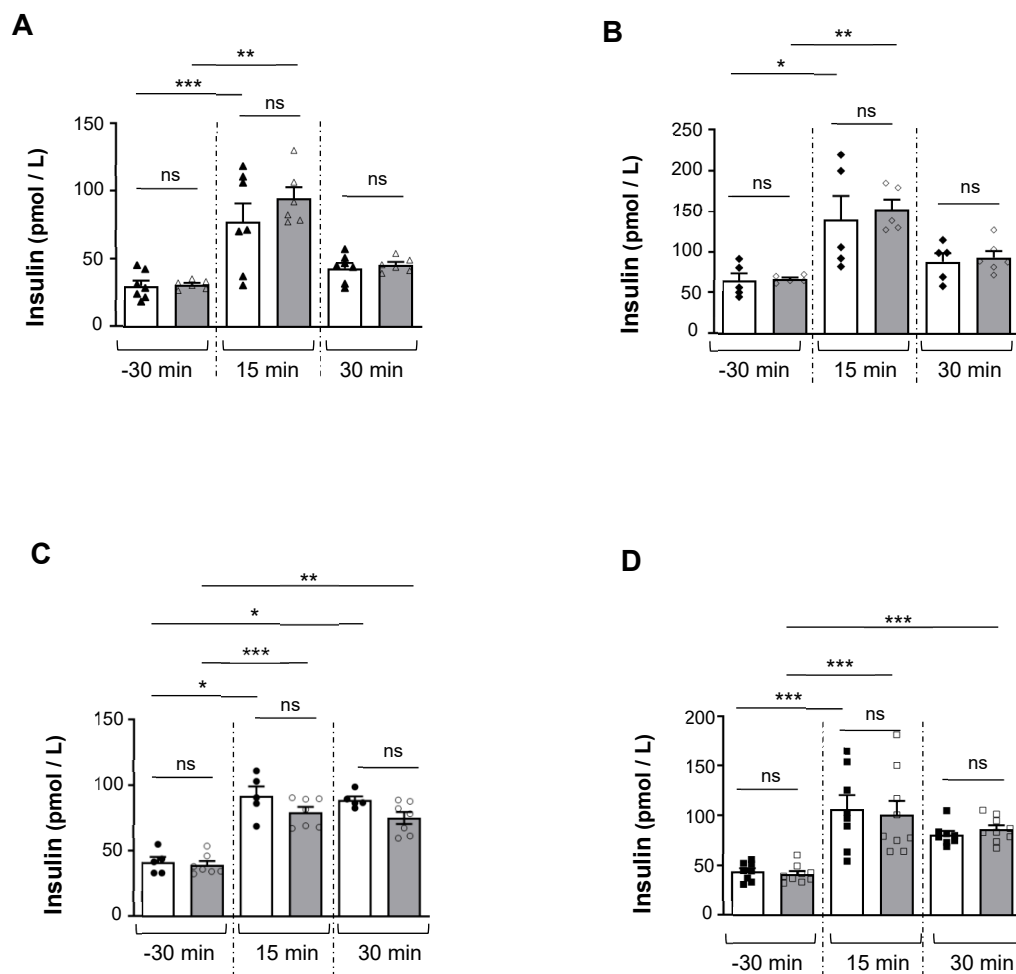 A
**
***
ns
ns
ns
Insulin (pmol / L)
150
100
50
0
-30 min
15 min
30 min
B
**
*
ns
ns
ns
Insulin (pmol / L)
250
200
150
100
50
0
-30 min
15 min
30 min
C
**
*
***
*
ns
ns
ns
Insulin (pmol / L)
150
100
50
0
-30 min
15 min
30 min
D
***
***
***
ns
ns
ns
Insulin (pmol / L)
200
150
100
50
0
-30 min
15 min
30 min